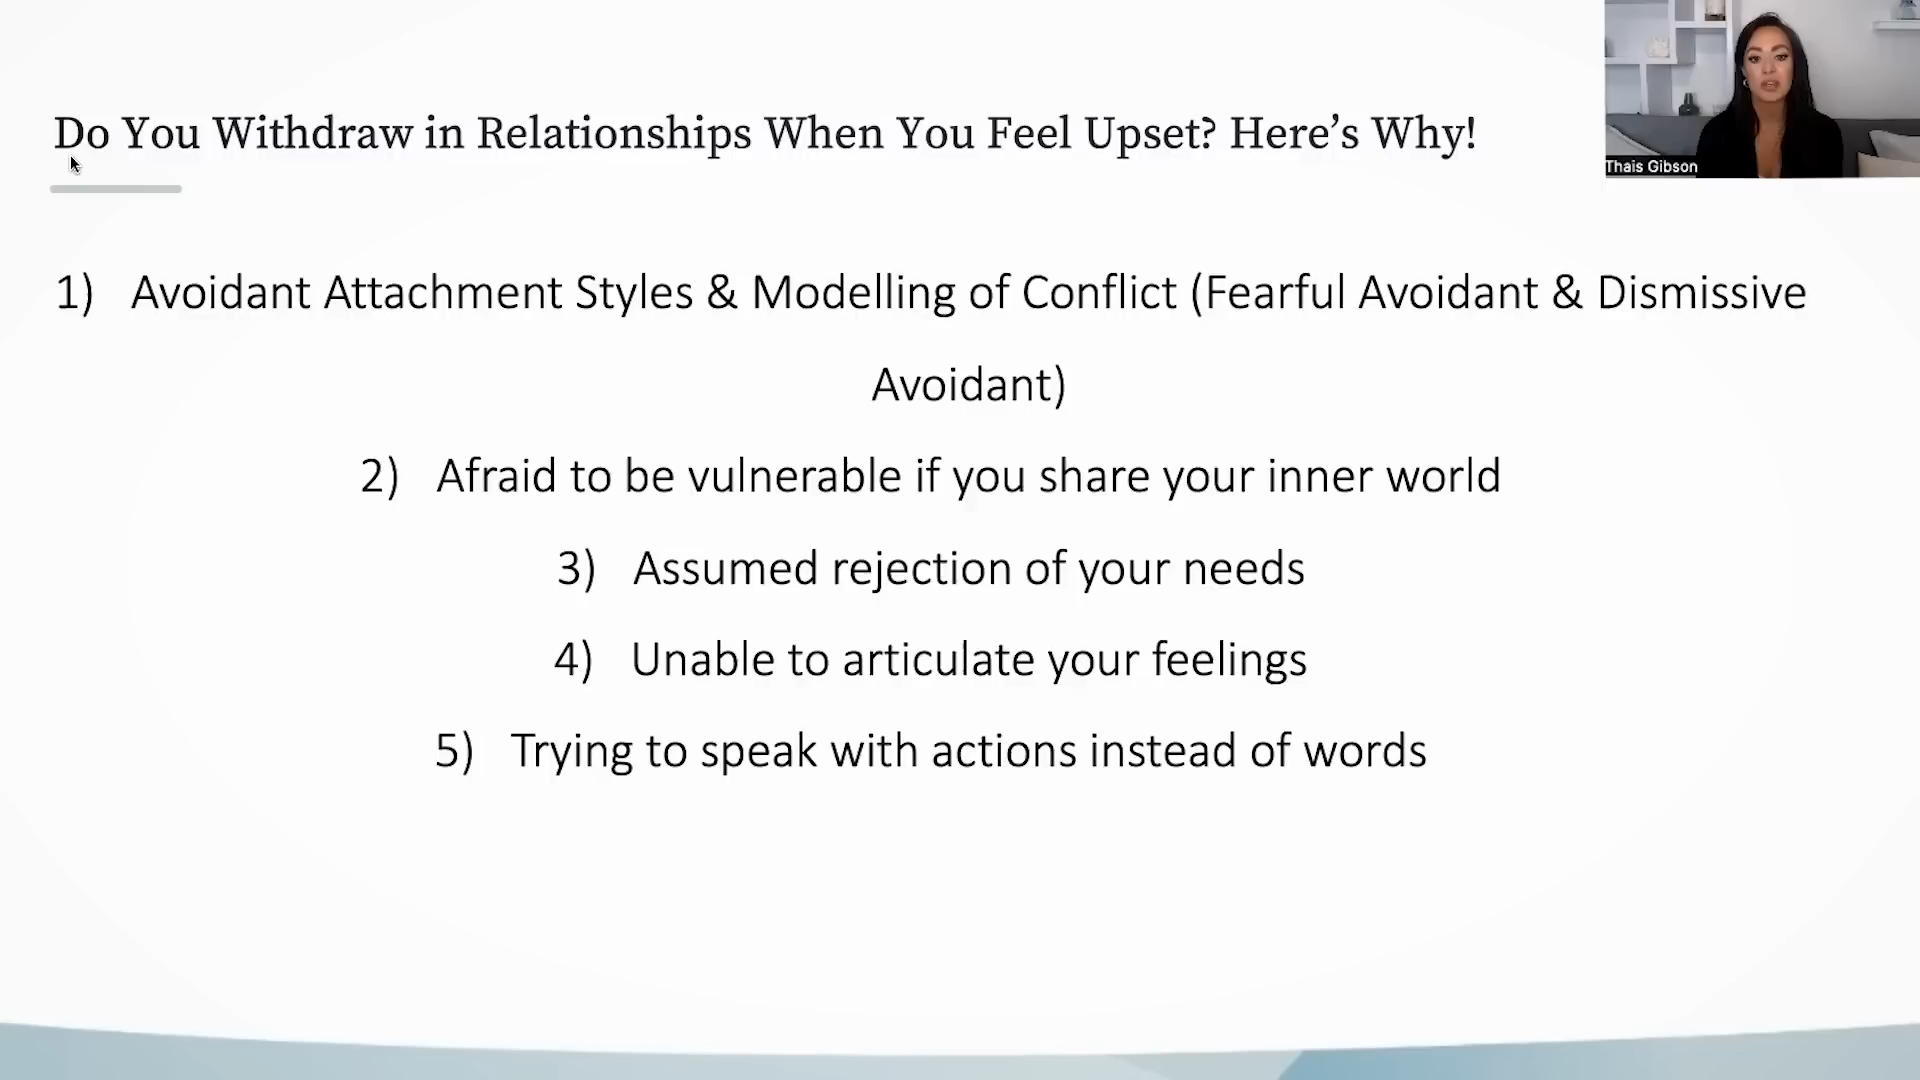 Do You Withdraw in Relationships When You Feel Upset? Here’s Why!
Thais Gibson
1) Avoidant Attachment Styles & Modelling of Conflict (Fearful Avoidant & Dismissive
Avoidant)
2) Afraid to be vulnerable if you share your inner world
3) Assumed rejection of your needs
4) Unable to articulate your feelings
5) Trying to speak with actions instead of words